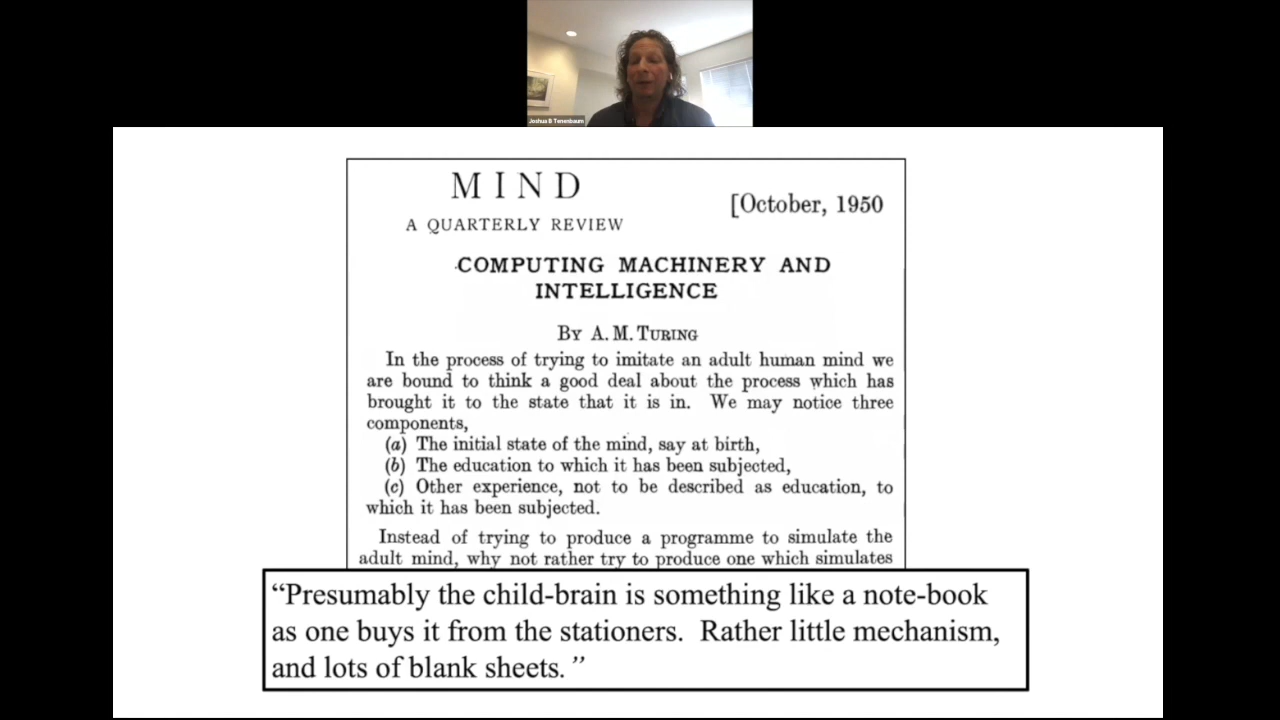 Joshua B Tenenbaum
MIND
[October, 1950
A QUARTERLY REVIEW
COMPUTING MACHINERY AND
INTELLIGENCE
BY A. M. TURING
In the process of trying to imitate an adult human mind we
are bound to think a good deal about the process which has
brought it to the state that it is in. We may notice three
components,
(a) The initial state of the mind, say at birth,
(b) The education to which it has been subjected,
(c) Other experience, not to be described as education, to
which it has been subjected.
Instead of trying to produce a programme to simulate the
adult mind, why not rather try to produce one which simulates
“Presumably the child-brain is something like a note-book
as one buys it from the stationers. Rather little mechanism,
and lots of blank sheets.”